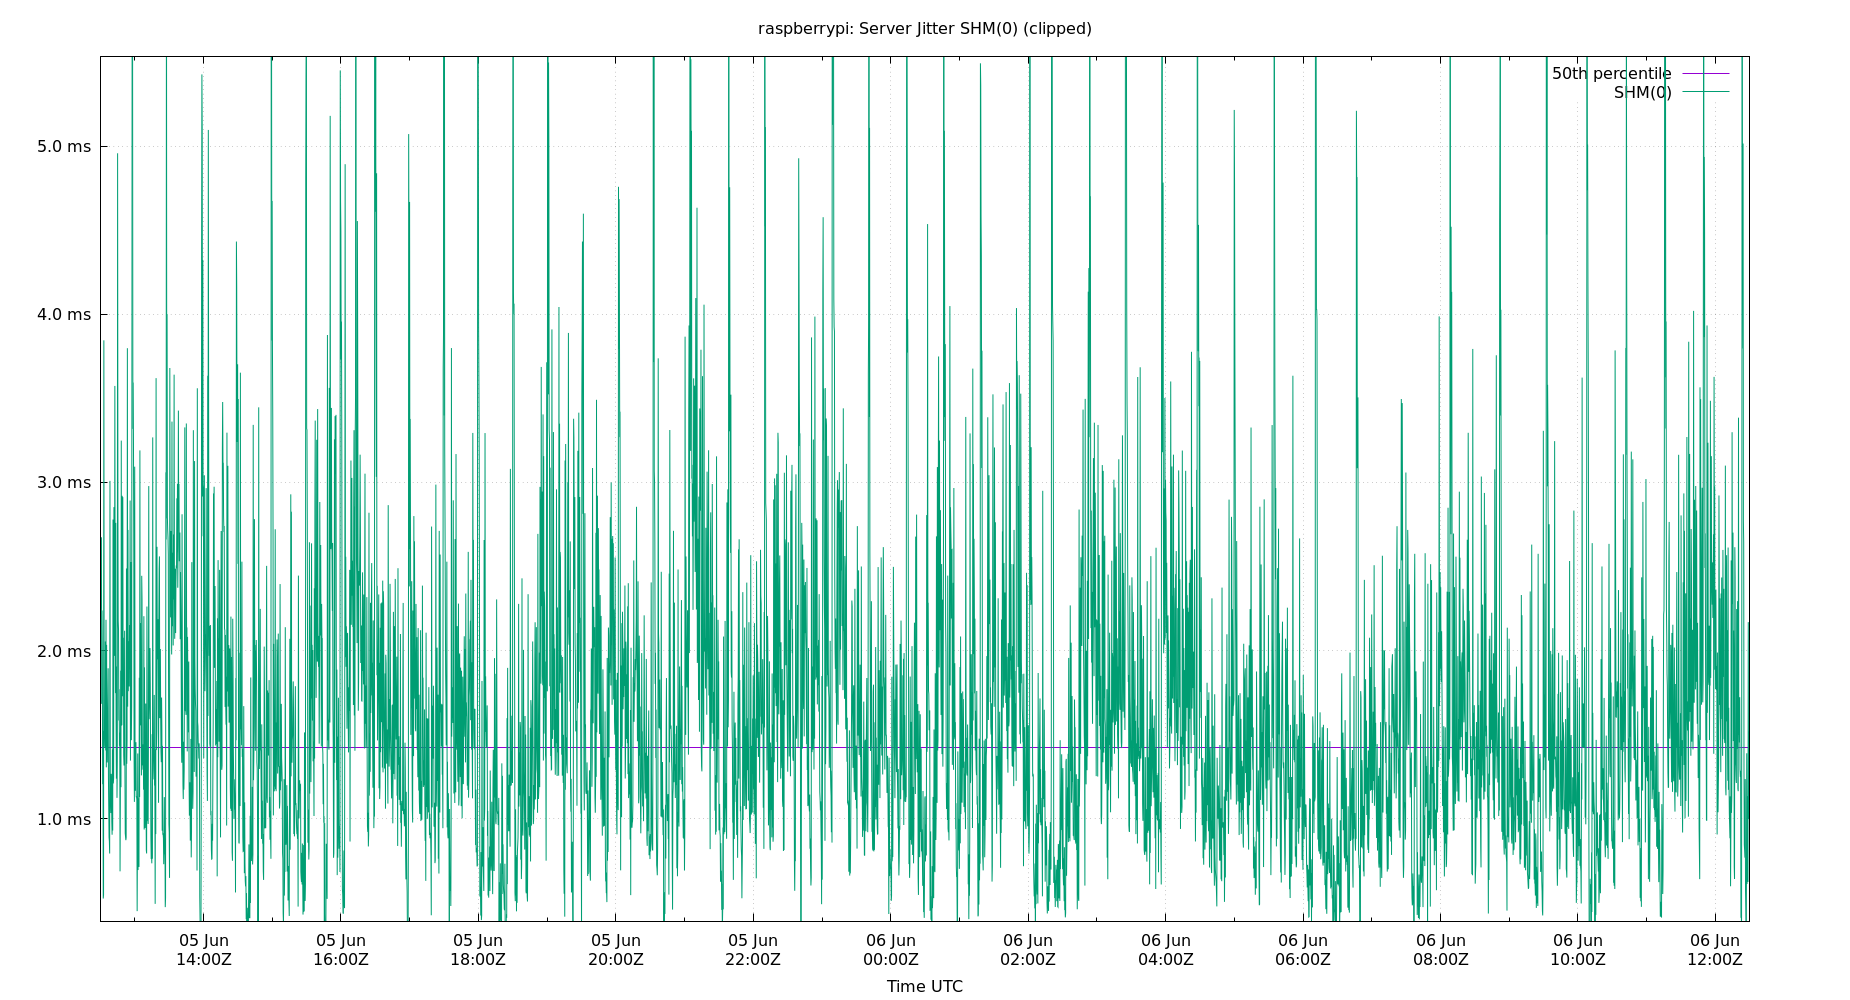 raspberrypi: Server Jitter SHM(0) (clipped)
50th percentile
SHM(0)
5.0 ms
4.0 ms
3.0 ms
2.0 ms
1.0 ms
05 Jun 05 Jun 05 Jun 05 Jun 05 Jun 06 Jun 06 Jun 06 Jun 06 Jun 06 Jun 06 Jun 06 Jun
14:00Z 16:00Z 18:00Z 20:00Z 22:00Z 00:00Z 02:00Z 04:00Z 06:00Z 08:00Z 10:00Z 12:00Z
Time UTC